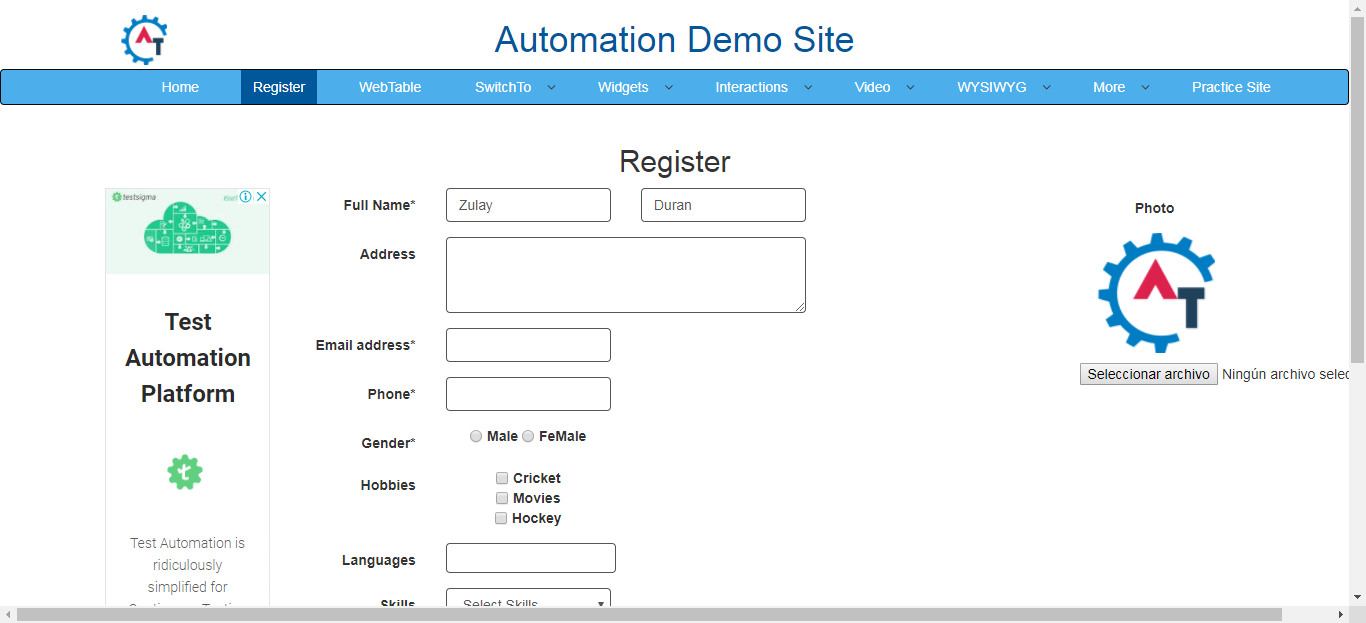 Automation Demo Site
Home Register WebTable SwitchTo Widgets Interactions Video WYSIWYG More Practice Site
Register
testsigma
Test
Automation
Platform
Test Automation is
ridiculously
simplified for
Full Name* Zulay Duran
Address
Email address*
Phone*
Gender* Male FeMale
Hobbies Cricket
Movies
Hockey
Languages
Skills Select Skills
Photo
AT
Seleccionar archivo Ningún archivo selec